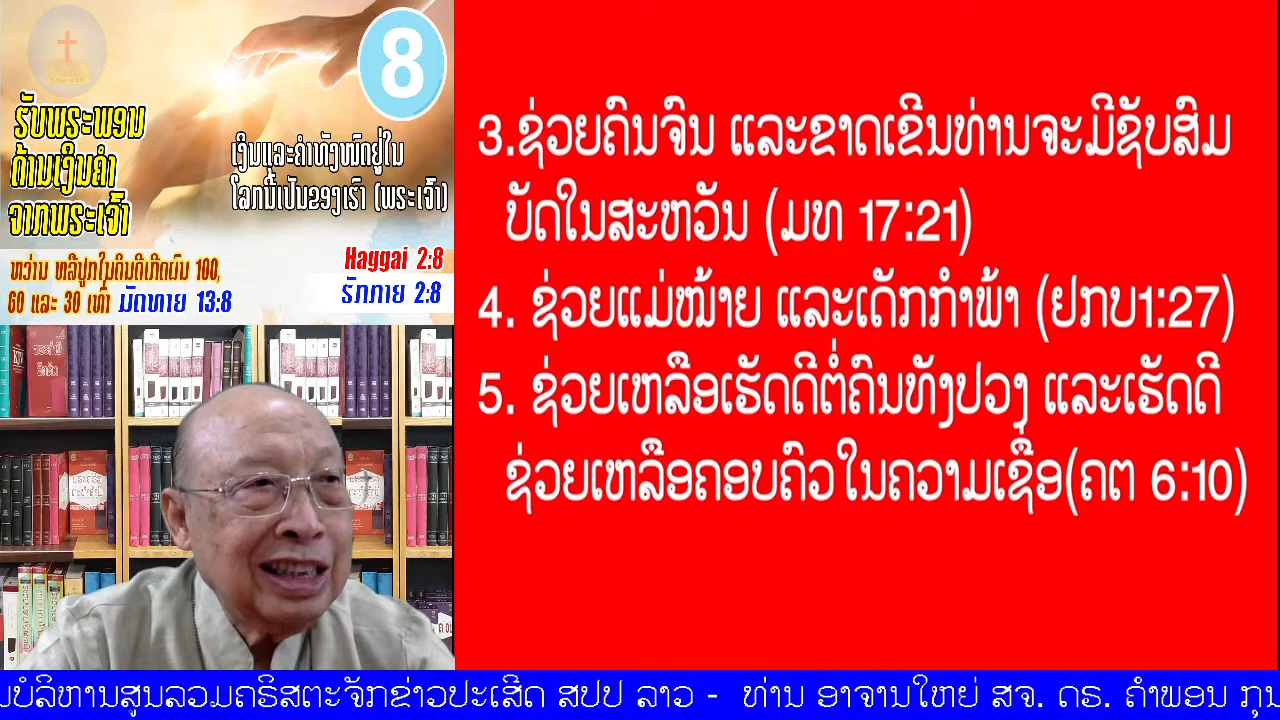 8
ຮັບພຣະພອນ
ດ້ານເງິນຄຳ
ຈາກພຣະເຈົ້າ
ເງິນແລະຄຳທັງໝົດຢູ່ໃນ
ໂລກນີ້ເປັນຂອງເຮົາ (ພຣະເຈົ້າ)
Haggai 2:8
ຮັກກາຍ 2:8
ຫວ່ານ ຫລືປູກໃນດິນດີເກີດຜົນ 100,
60 ແລະ 30 ເທົ່າ ມັດທາຍ 13:8
3.ຊ່ວຍຄົນຈົນ ແລະຂາດເຂີນທ່ານຈະມີຊັບສົມ
ບັດໃນສະຫວັນ (ມທ 17:21)
4. ຊ່ວຍແມ່ໝ້າຍ ແລະເດັກກຳພ້າ (ຢກບ1:27)
5. ຊ່ວຍເຫລືອເຮັດດີຕໍ່ຄົນທັງປວງ ແລະເຮັດດີ
ຊ່ວຍເຫລືອຄອບຄົວໃນຄວາມເຊື່ອ(ຄຕ 6:10)
ບໍລິຫານສູນລວມຄຣິສຕະຈັກຂ່າວປະເສີດ ສປປ ລາວ - ທ່ານ ອາຈານໃຫຍ່ ສຈ. ດຣ. ຄຳພອນ ກຸນ